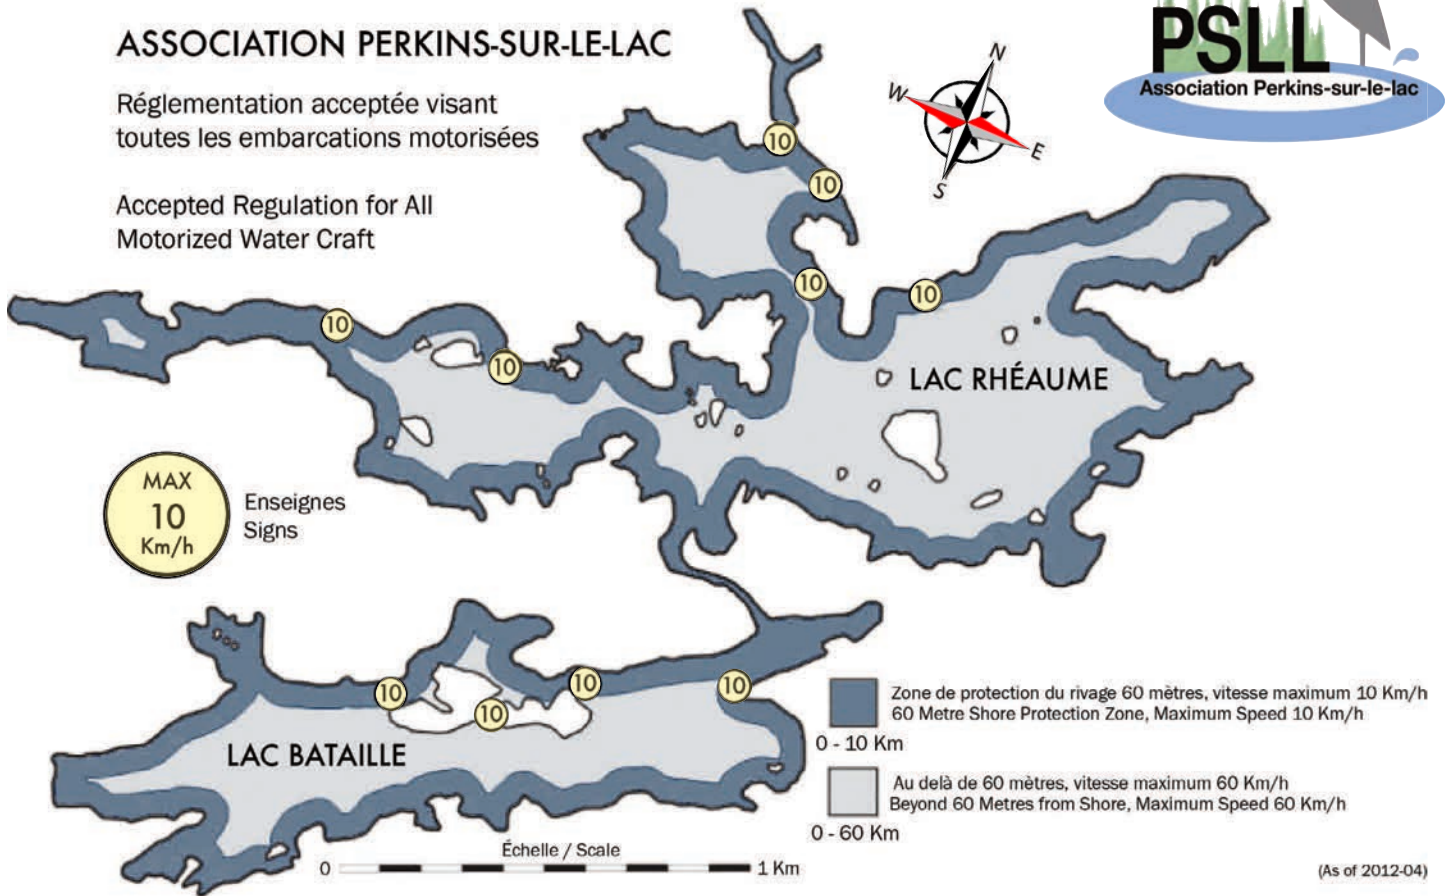 ASSOCIATION PERKINS-SUR-LE-LAC
Réglementation acceptée visant
toutes les embarcations motorisées
Accepted Regulation for All
Motorized Water Craft
N
W
E
S
PSLL
Association Perkins-sur-le-lac
10
10
10
10
10
10
LAC RHÉAUME
MAX
10
Km/h
Enseignes
Signs
10
10
10
10
LAC BATAILLE
Zone de protection du rivage 60 mètres, vitesse maximum 10 Km/h
60 Metre Shore Protection Zone, Maximum Speed 10 Km/h
0 - 10 Km
Au delà de 60 mètres, vitesse maximum 60 Km/h
Beyond 60 Metres from Shore, Maximum Speed 60 Km/h
0 - 60 Km
Échelle / Scale
0
1 Km
(As of 2012-04)